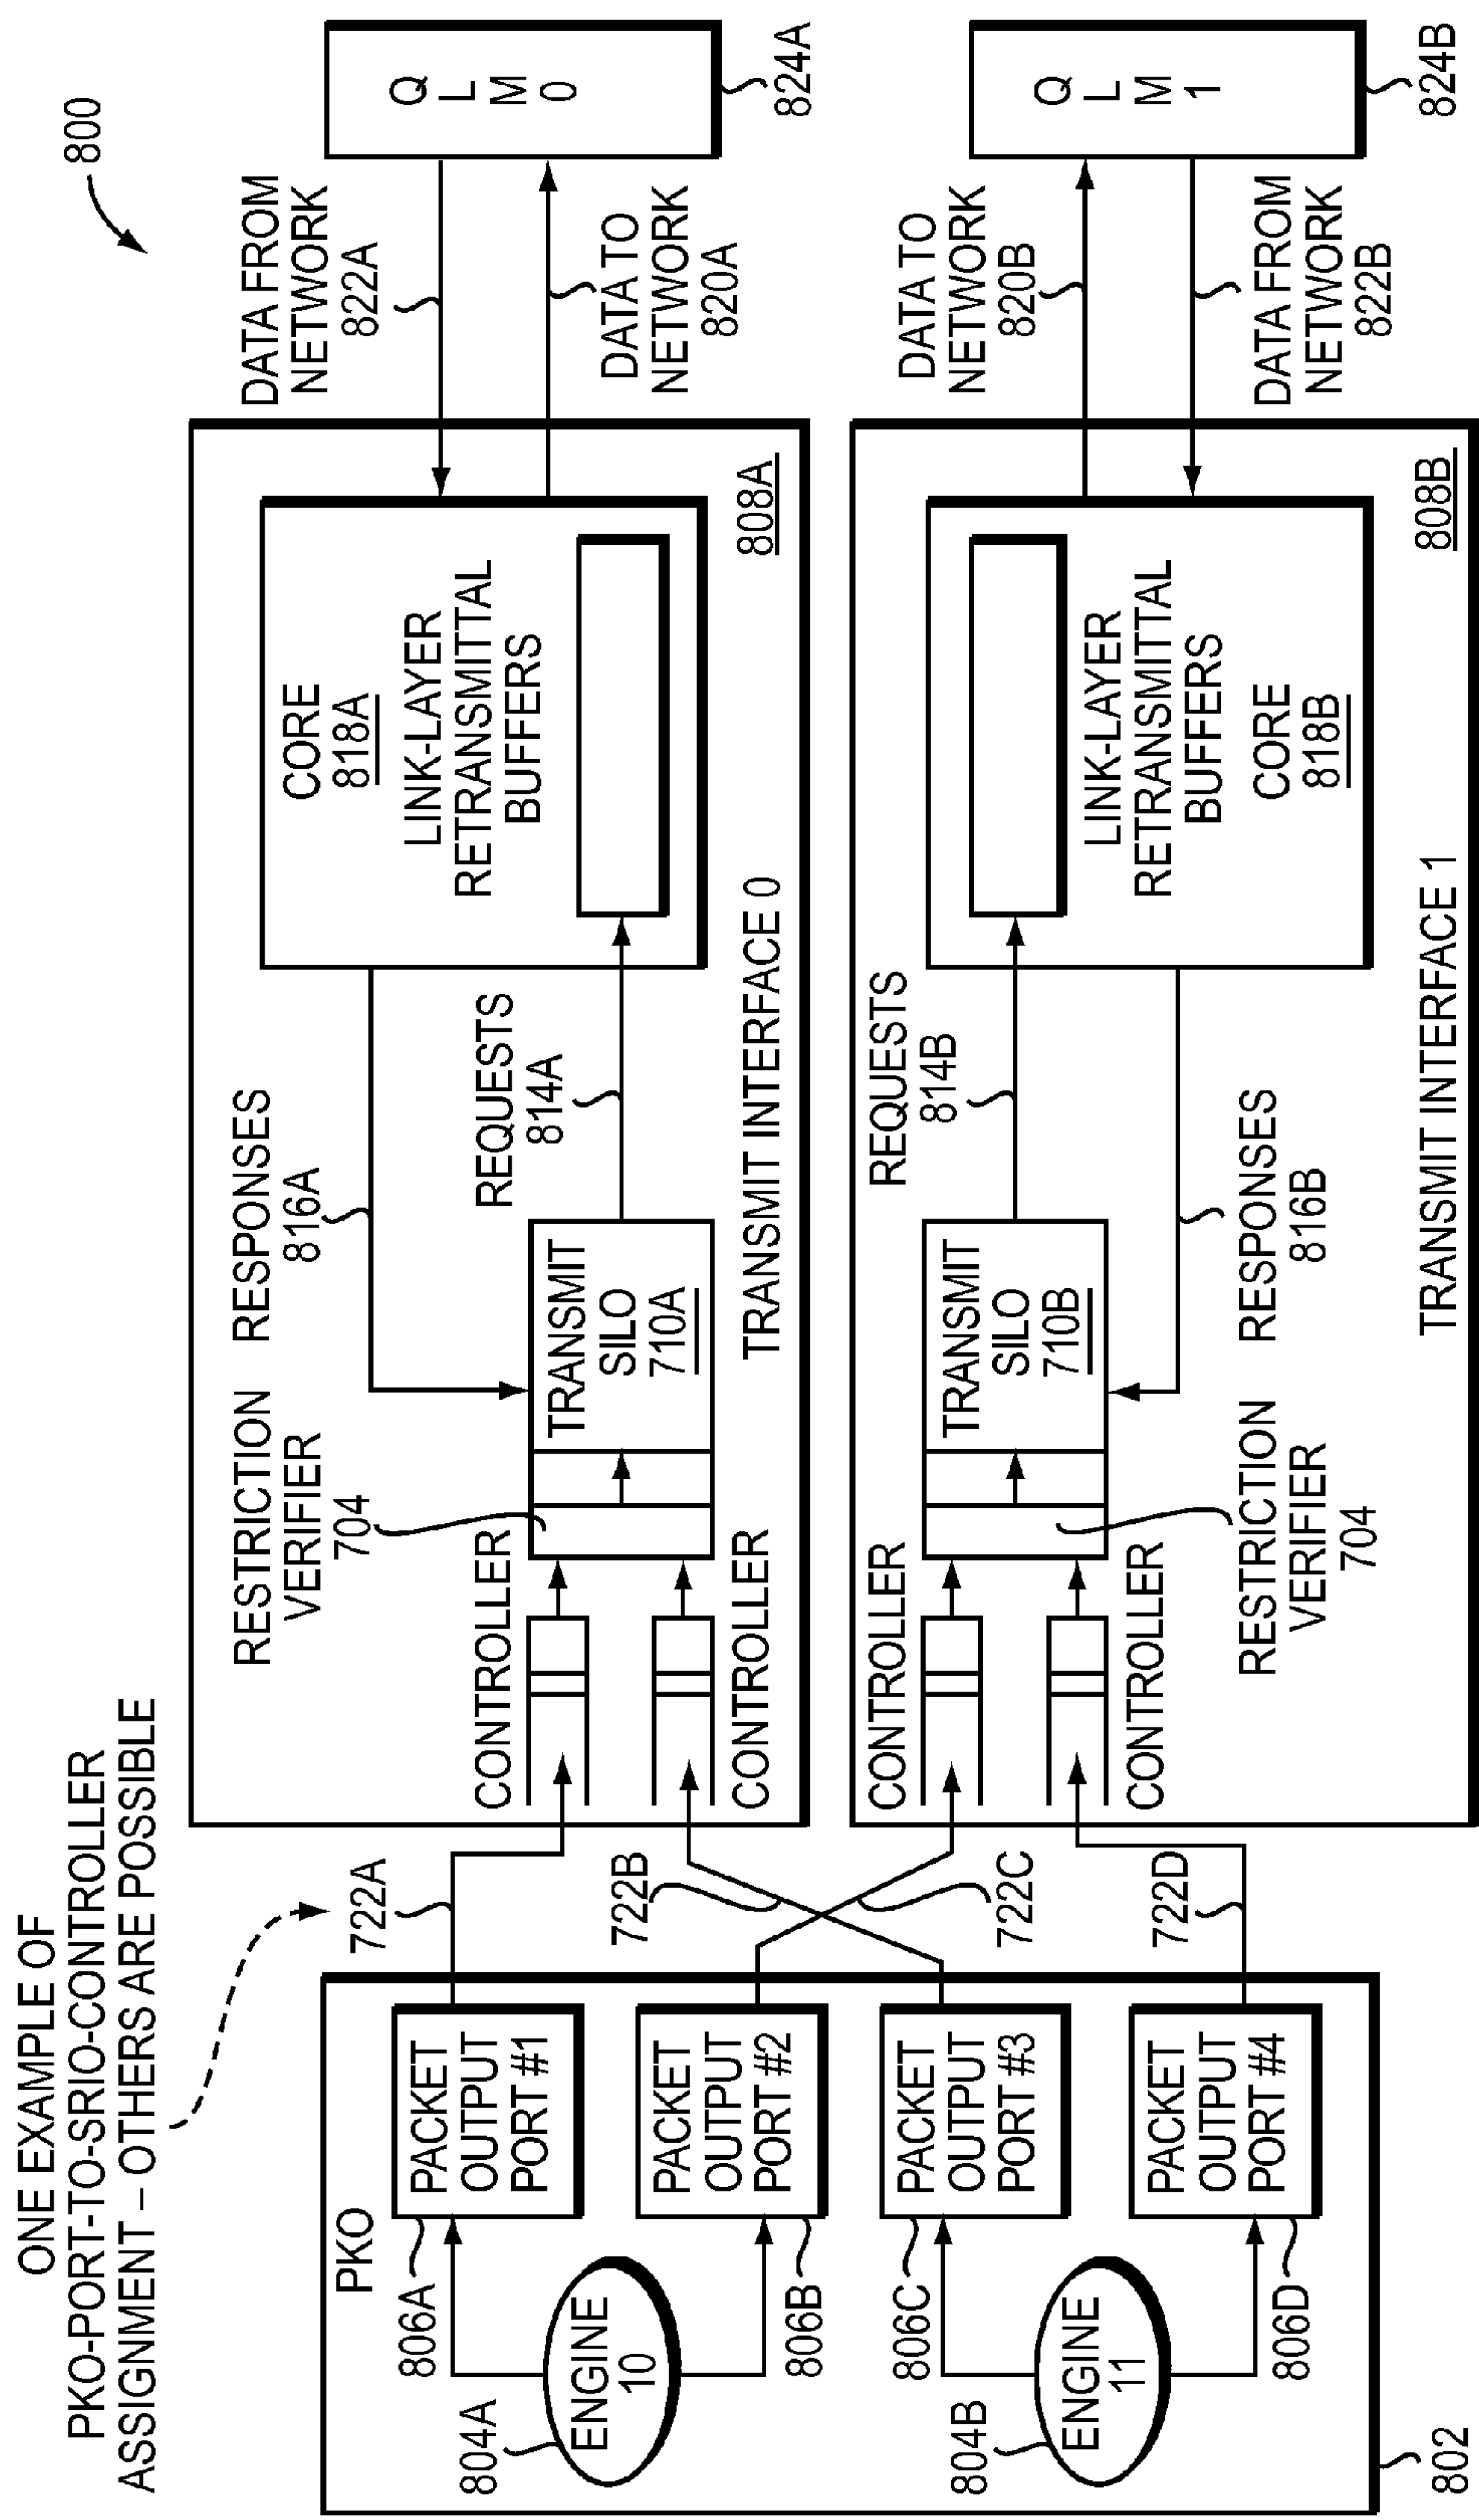 800
ONE EXAMPLE OF
PKO-PORT-TO-SRIO-CONTROLLER
ASSIGNMENT – OTHERS ARE POSSIBLE
PKO
802
804A
ENGINE
10
804B
ENGINE
11
806A
PACKET
OUTPUT
PORT #1
806B
PACKET
OUTPUT
PORT #2
806C
PACKET
OUTPUT
PORT #3
806D
PACKET
OUTPUT
PORT #4
722A
722B
722C
722D
RESTRICTION
VERIFIER
704
CONTROLLER
CONTROLLER
TRANSMIT
SILO
710A
RESPONSES
816A
REQUESTS
814A
CORE
818A
LINK-LAYER
RETRANSMITTAL
BUFFERS
TRANSMIT INTERFACE 0
808A
DATA FROM
NETWORK
822A
DATA TO
NETWORK
820A
Q
L
M
0
824A
CONTROLLER
CONTROLLER
TRANSMIT
SILO
710B
RESTRICTION
VERIFIER
704
REQUESTS
814B
RESPONSES
816B
LINK-LAYER
RETRANSMITTAL
BUFFERS
CORE
818B
TRANSMIT INTERFACE 1
808B
DATA TO
NETWORK
820B
DATA FROM
NETWORK
822B
Q
L
M
1
824B